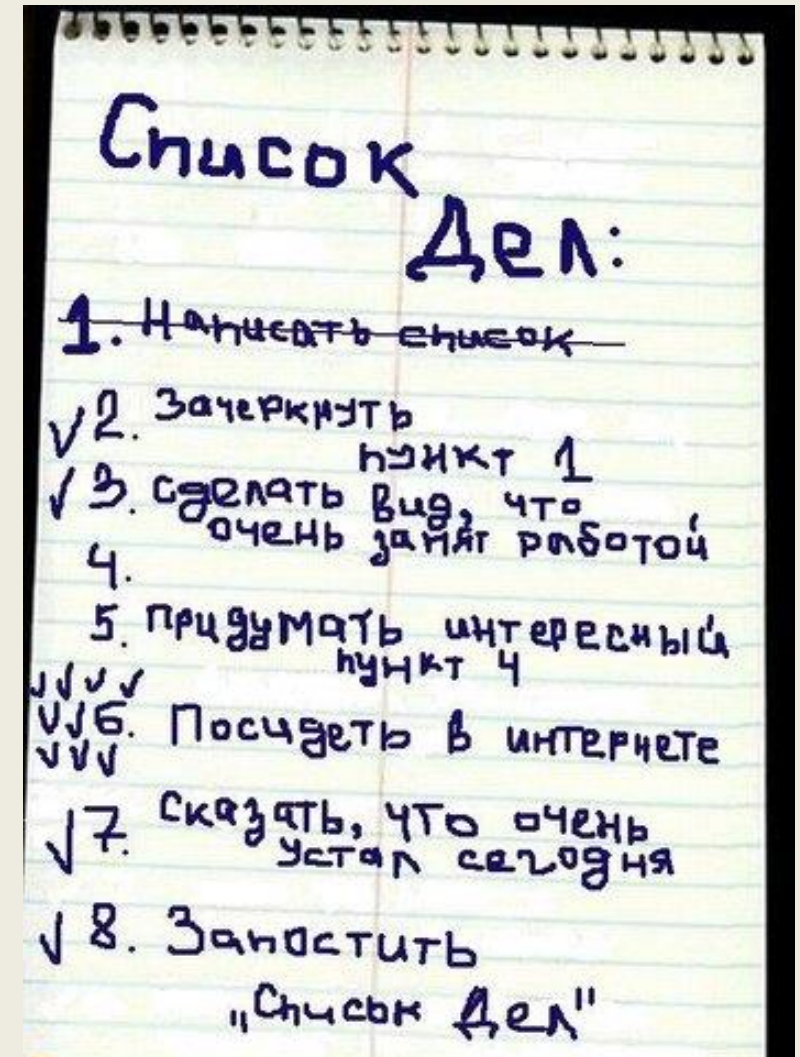 Список
Дел:
1. Написать список
2. Зачеркнуть
пункт 1
3. Сделать вид, что
очень занят работой
4.
5. Придумать интересный
пункт 4
6. Посидеть в интернете
7. Сказать, что очень
устал сегодня
8. Запостить
„Список Дел"